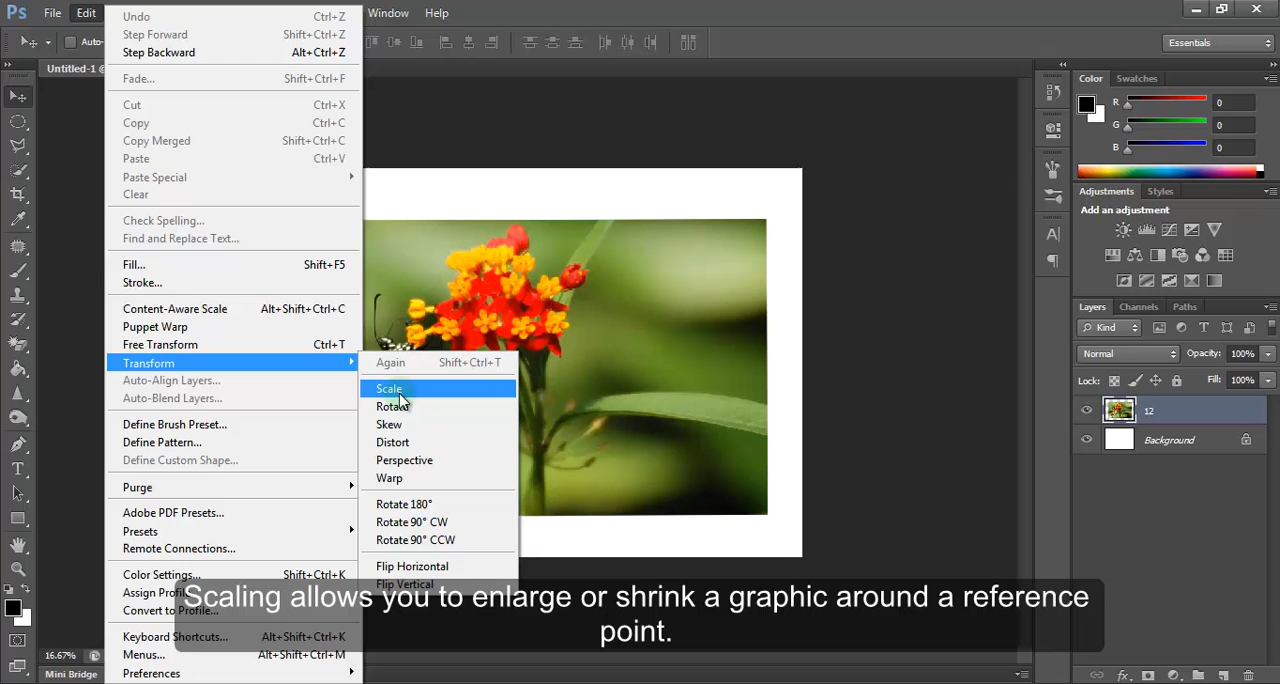 Ps File Edit Window Help
Essentials
Auto-
Untitled-1 @
Undo Ctrl+Z
Step Forward Shift+Ctrl+Z
Step Backward Alt+Ctrl+Z
Fade... Shift+Ctrl+F
Cut Ctrl+X
Copy Ctrl+C
Copy Merged Shift+Ctrl+C
Paste Ctrl+V
Paste Special
Clear
Check Spelling...
Find and Replace Text...
Fill... Shift+F5
Stroke...
Content-Aware Scale Alt+Shift+Ctrl+C
Puppet Warp
Free Transform Ctrl+T
Transform
Auto-Align Layers...
Auto-Blend Layers...
Define Brush Preset...
Define Pattern...
Define Custom Shape...
Purge
Adobe PDF Presets...
Presets
Remote Connections...
Color Settings... Shift+Ctrl+K
Assign Profile...
Convert to Profile...
Keyboard Shortcuts... Alt+Shift+Ctrl+K
Menus... Alt+Shift+Ctrl+M
Preferences
Again Shift+Ctrl+T
Scale
Rotate
Skew
Distort
Perspective
Warp
Rotate 180°
Rotate 90° CW
Rotate 90° CCW
Flip Horizontal
Flip Vertical
Color Swatches
R 0
G 0
B 0
Adjustments Styles
Add an adjustment
Layers Channels Paths
Kind
Normal Opacity: 100%
Lock: Fill: 100%
12
Background
16.67%
Mini Bridge
Scaling allows you to enlarge or shrink a graphic around a reference
point.